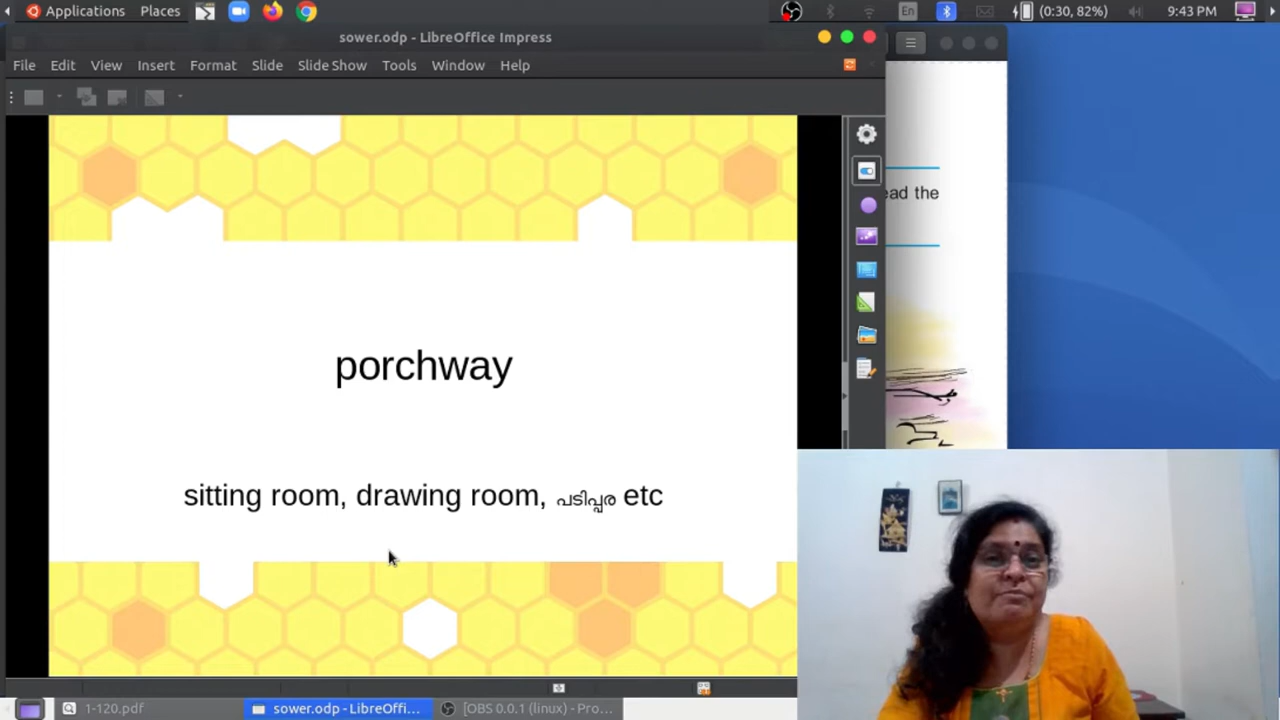 Applications Places En (0:30, 82%) 9:43 PM
sower.odp - LibreOffice Impress
File Edit View Insert Format Slide Slide Show Tools Window Help
ead the
porchway
sitting room, drawing room, പടിപ്പുര etc
1-120.pdf sower.odp - LibreOffi... [OBS 0.0.1 (linux) - Pro...